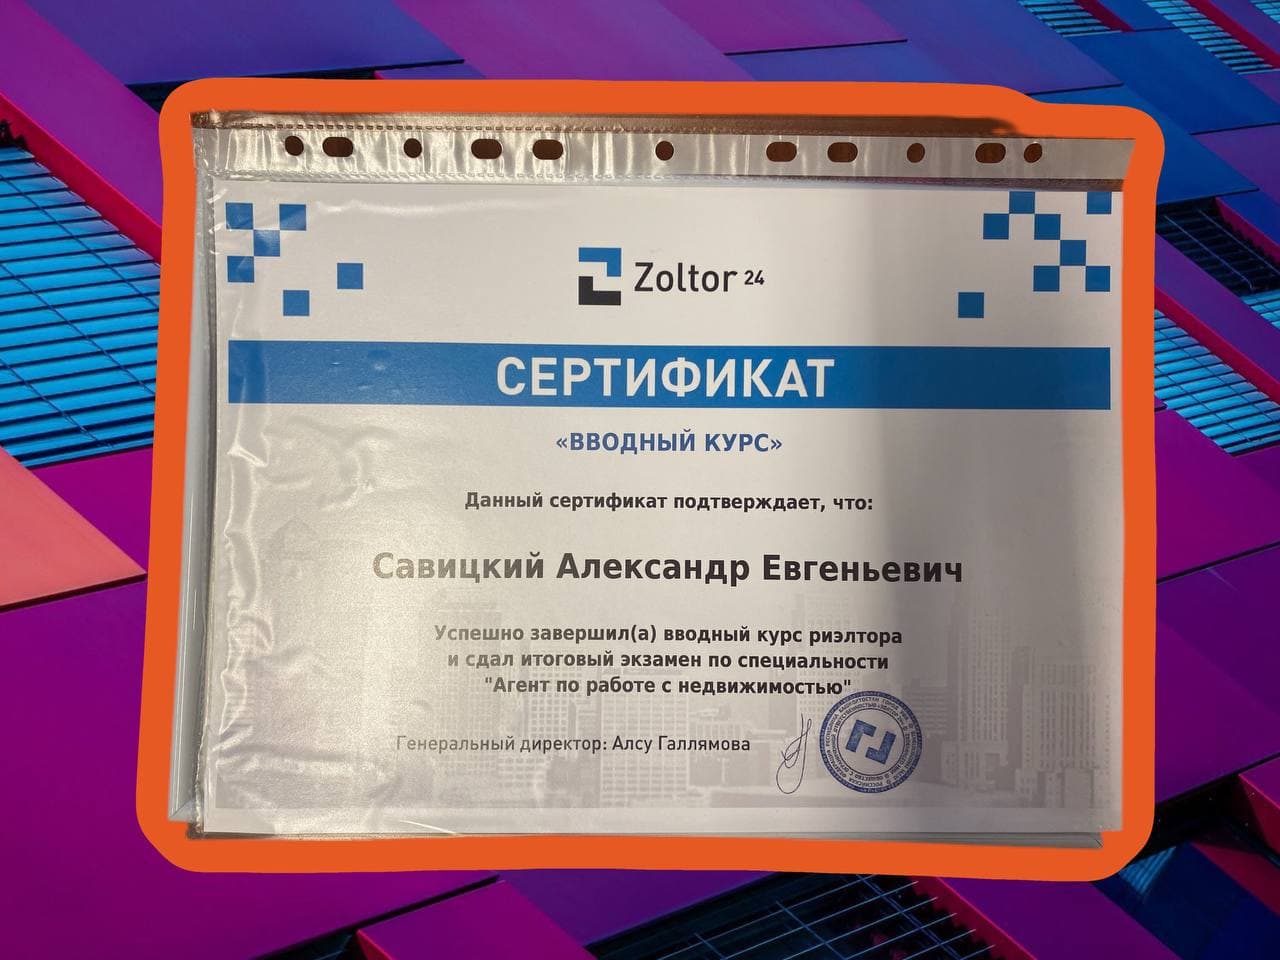 Zoltor 24
СЕРТИФИКАТ
«ВВОДНЫЙ КУРС»
Данный сертификат подтверждает, что:
Савицкий Александр Евгеньевич
Успешно завершил(а) вводный курс риэлтора
и сдал итоговый экзамен по специальности
"Агент по работе с недвижимостью"
Генеральный директор: Алсу Галлямова